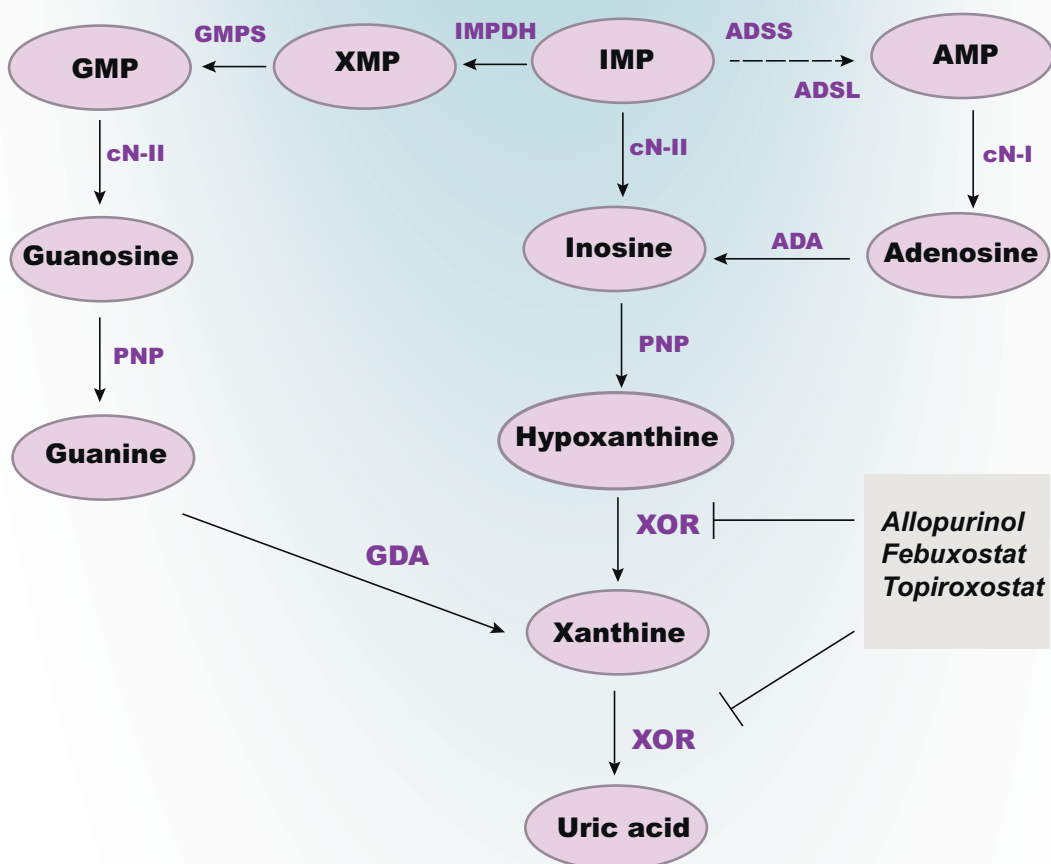 GMPS
IMPDH
ADSS
GMP
XMP
IMP
AMP
ADSL
cN-II
cN-II
cN-I
Guanosine
Inosine
ADA
Adenosine
PNP
PNP
Guanine
Hypoxanthine
XOR
Allopurinol
Febuxostat
Topiroxostat
GDA
Xanthine
XOR
Uric acid